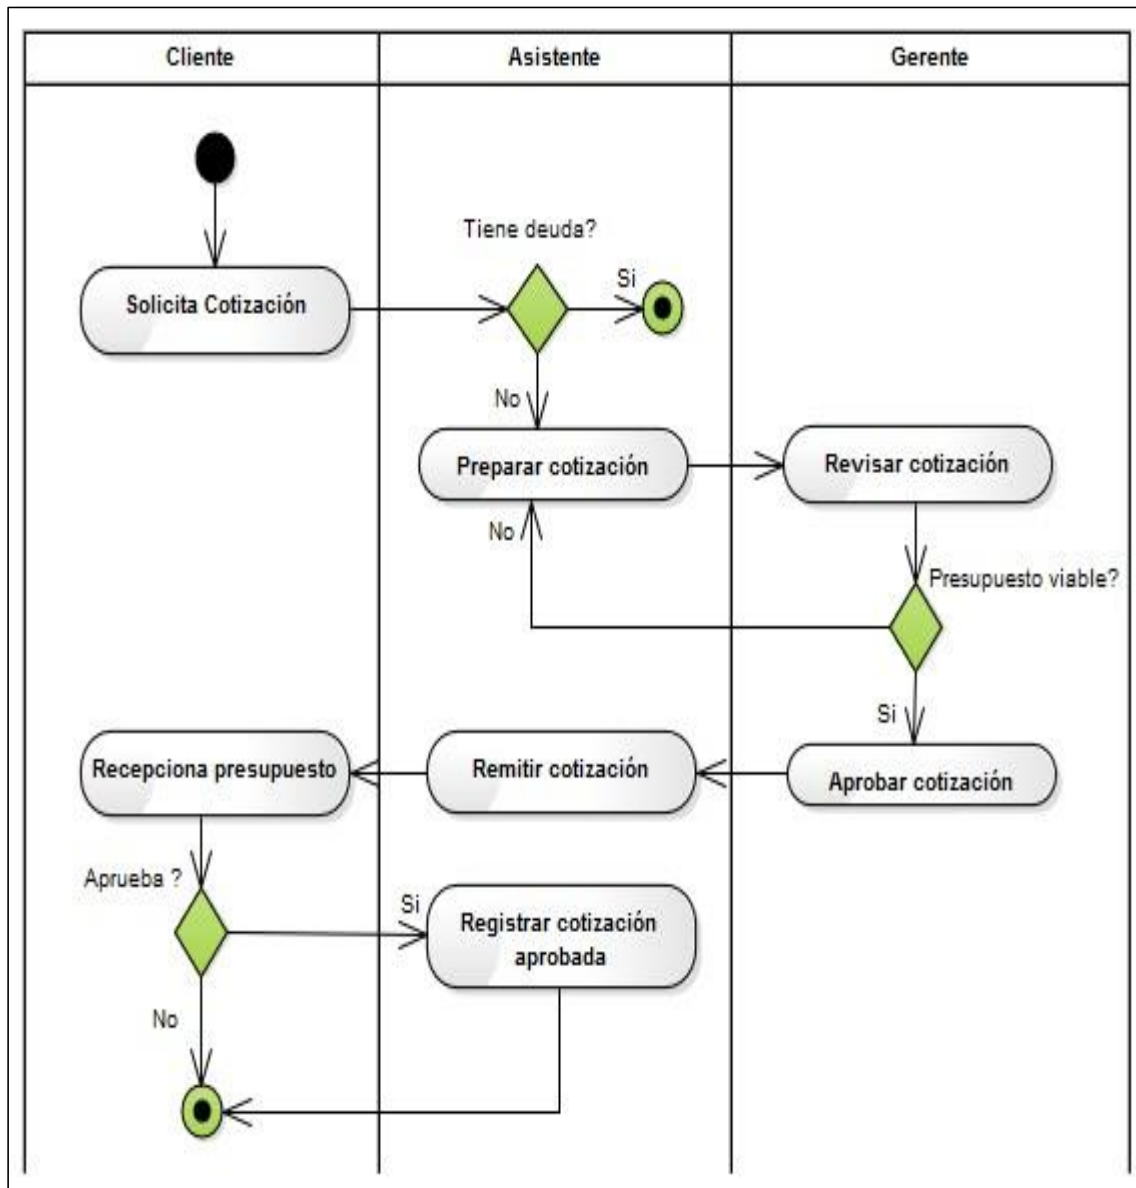 Cliente
Asistente
Gerente
Tiene deuda?
Si
Solicita Cotización
No
Preparar cotización
Revisar cotización
No
Presupuesto viable?
Si
Recepciona presupuesto
Remitir cotización
Aprobar cotización
Aprueba ?
Si
Registrar cotización
aprobada
No